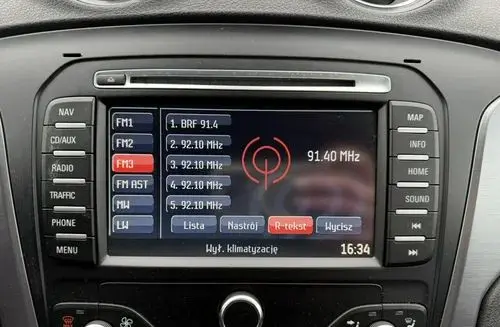 NAV
CD/AUX
RADIO
TRAFFIC
PHONE
MENU
FM1
FM2
FM3
FM AST
MW
LW
1. BRF 91.4
2. 92.10 MHz
3. 92.10 MHz
4. 92.10 MHz
5. 92.10 MHz
91.40 MHz
Lista
Nastrój
R-tekst
Wycisz
Wył. klimatyzację
16:34
MAP
INFO
HOME
SOUND